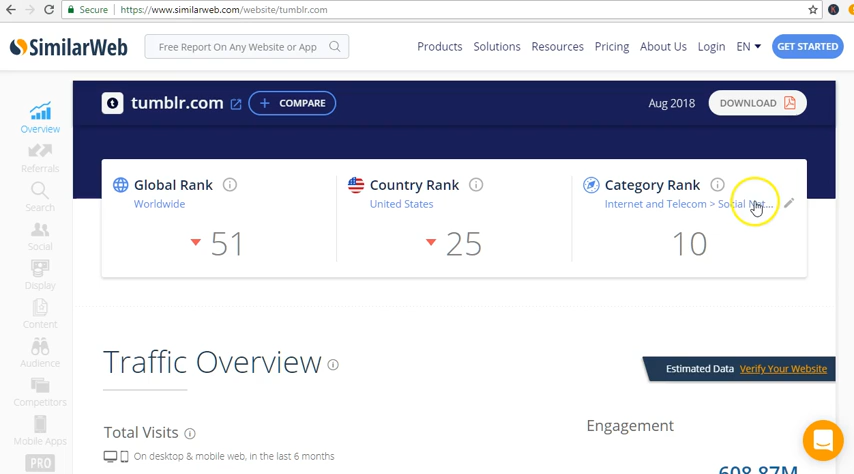 Secure https://www.similarweb.com/website/tumblr.com
SimilarWeb Free Report On Any Website or App Products Solutions Resources Pricing About Us Login EN GET STARTED
tumblr.com + COMPARE Aug 2018 DOWNLOAD
Overview
Referrals
Search
Social
Display
Content
Audience
Competitors
Mobile Apps
PRO
Global Rank
Worldwide
51
Country Rank
United States
25
Category Rank
Internet and Telecom > Social Net...
10
Traffic Overview
Estimated Data Verify Your Website
Total Visits
On desktop & mobile web, in the last 6 months
Engagement
608.87M